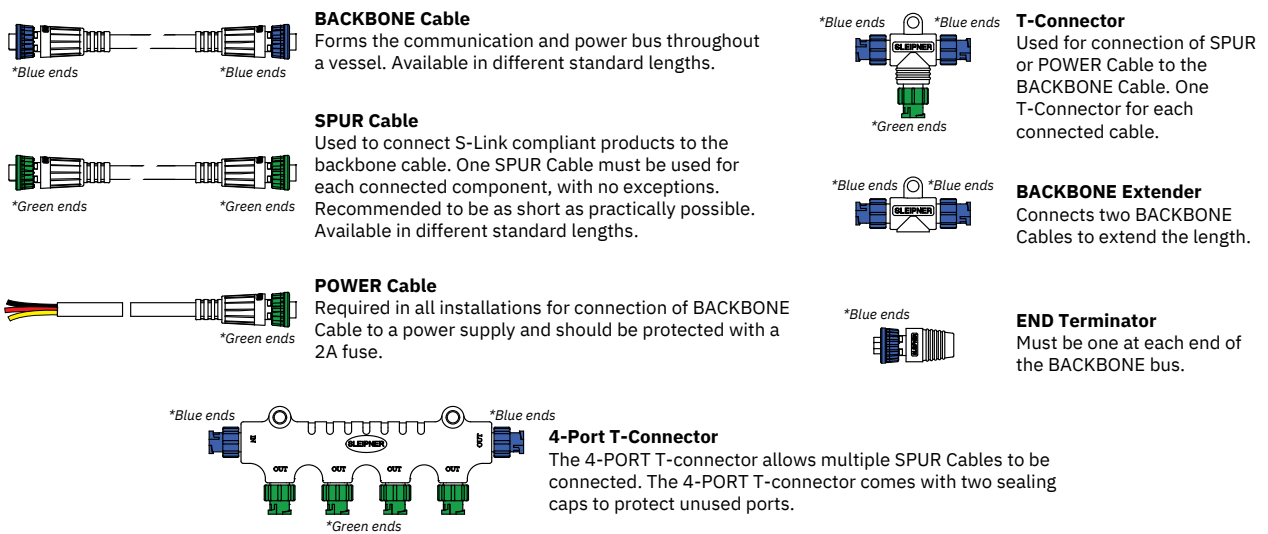 BACKBONE Cable
Forms the communication and power bus throughout
a vessel. Available in different standard lengths.
*Blue ends
*Blue ends
SPUR Cable
Used to connect S-Link compliant products to the
backbone cable. One SPUR Cable must be used for
each connected component, with no exceptions.
Recommended to be as short as practically possible.
Available in different standard lengths.
*Green ends
*Green ends
POWER Cable
Required in all installations for connection of BACKBONE
Cable to a power supply and should be protected with a
2A fuse.
*Green ends
*Blue ends
*Blue ends
SLEIPNER
*Green ends
T-Connector
Used for connection of SPUR
or POWER Cable to the
BACKBONE Cable. One
T-Connector for each
connected cable.
*Blue ends
*Blue ends
SLEIPNER
BACKBONE Extender
Connects two BACKBONE
Cables to extend the length.
*Blue ends
SLEIPNER
END Terminator
Must be one at each end of
the BACKBONE bus.
*Blue ends
*Blue ends
IN
SLEIPNER
OUT
OUT
OUT
OUT
OUT
*Green ends
4-Port T-Connector
The 4-PORT T-connector allows multiple SPUR Cables to be
connected. The 4-PORT T-connector comes with two sealing
caps to protect unused ports.